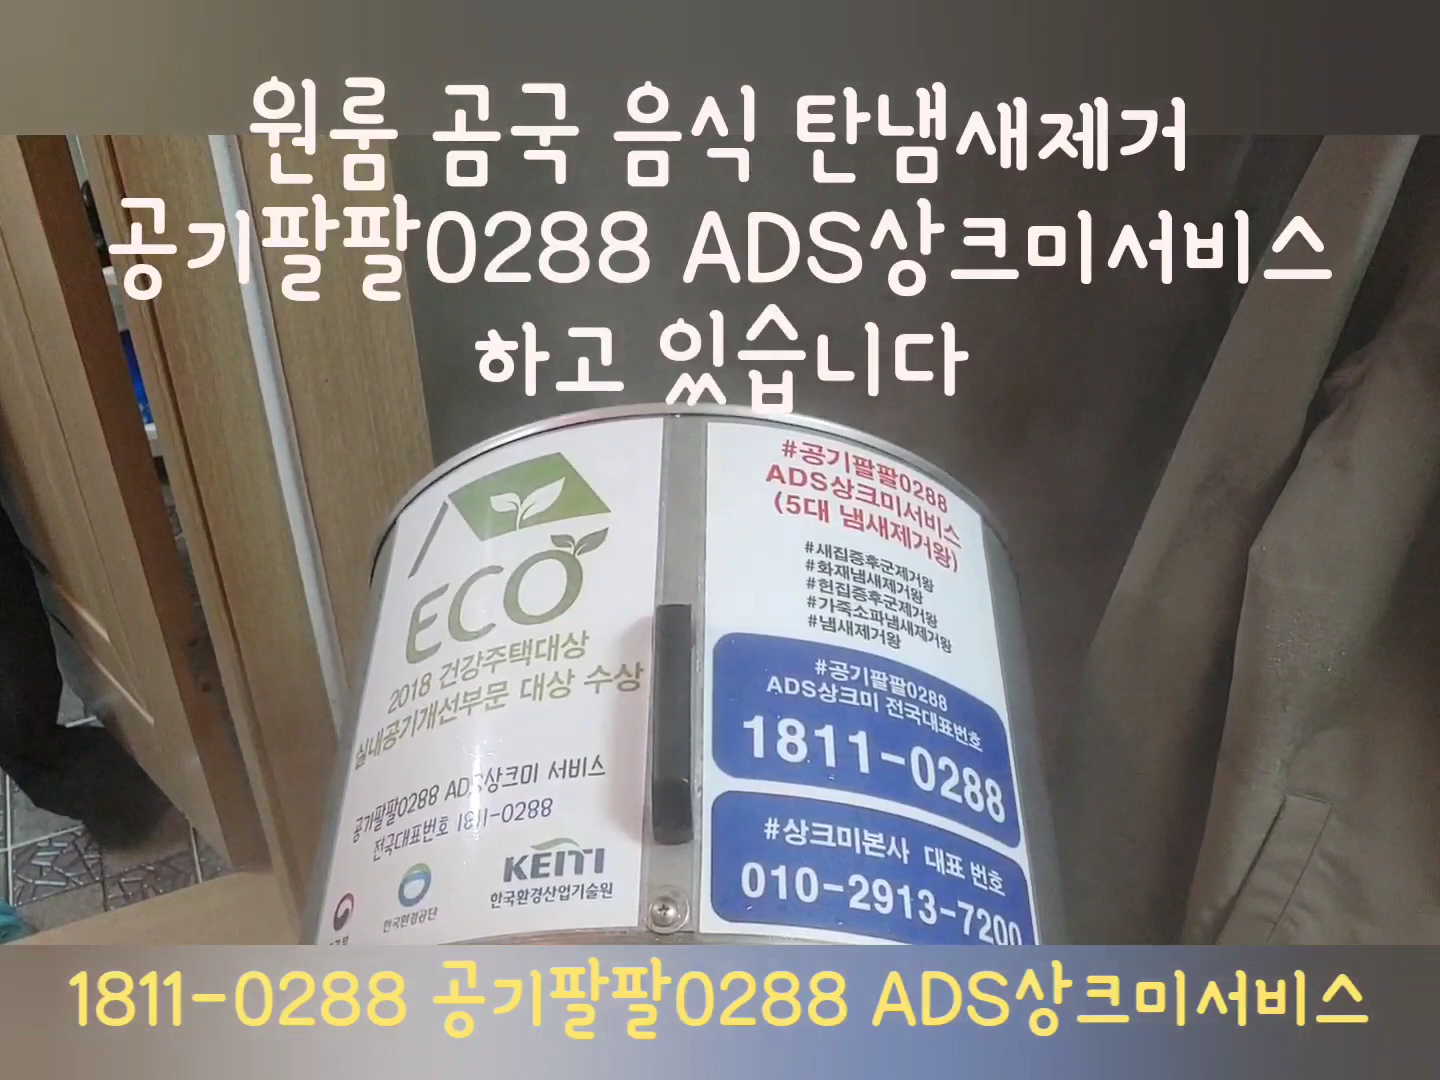 원룸 곰국 음식 탄냄새제거
공기팔팔0288 ADS상크미서비스
하고 있습니다
ECO
2018 건강주택대상
실내공기개선부문 대상 수상
공기팔팔0288 ADS상크미 서비스
전국대표번호 1811-0288
한국환경공단
KEITI
한국환경산업기술원
#공기팔팔0288
ADS상크미서비스
(5대 냄새제거왕)
#새집증후군제거왕
#화재냄새제거왕
#헌집증후군제거왕
#가죽소파냄새제거왕
#냄새제거왕
#공기팔팔0288
ADS상크미 전국대표번호
1811-0288
#상크미본사 대표 번호
010-2913-7200
1811-0288 공기팔팔0288 ADS상크미서비스